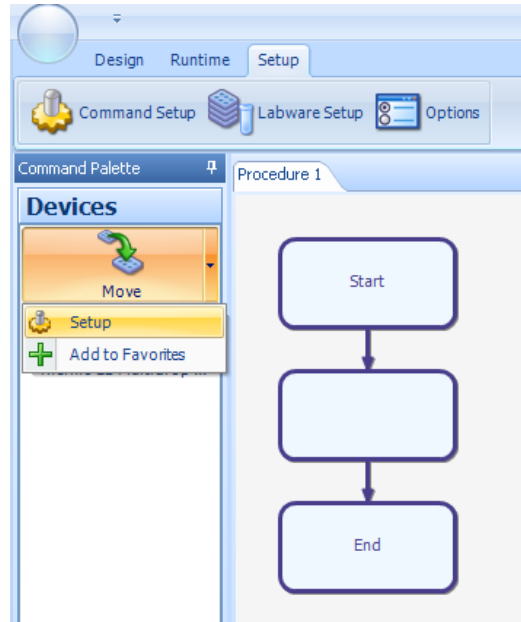 Design Runtime Setup
Command Setup Labware Setup Options
Command Palette
Procedure 1
Devices
Move
Setup
Add to Favorites
Start
End